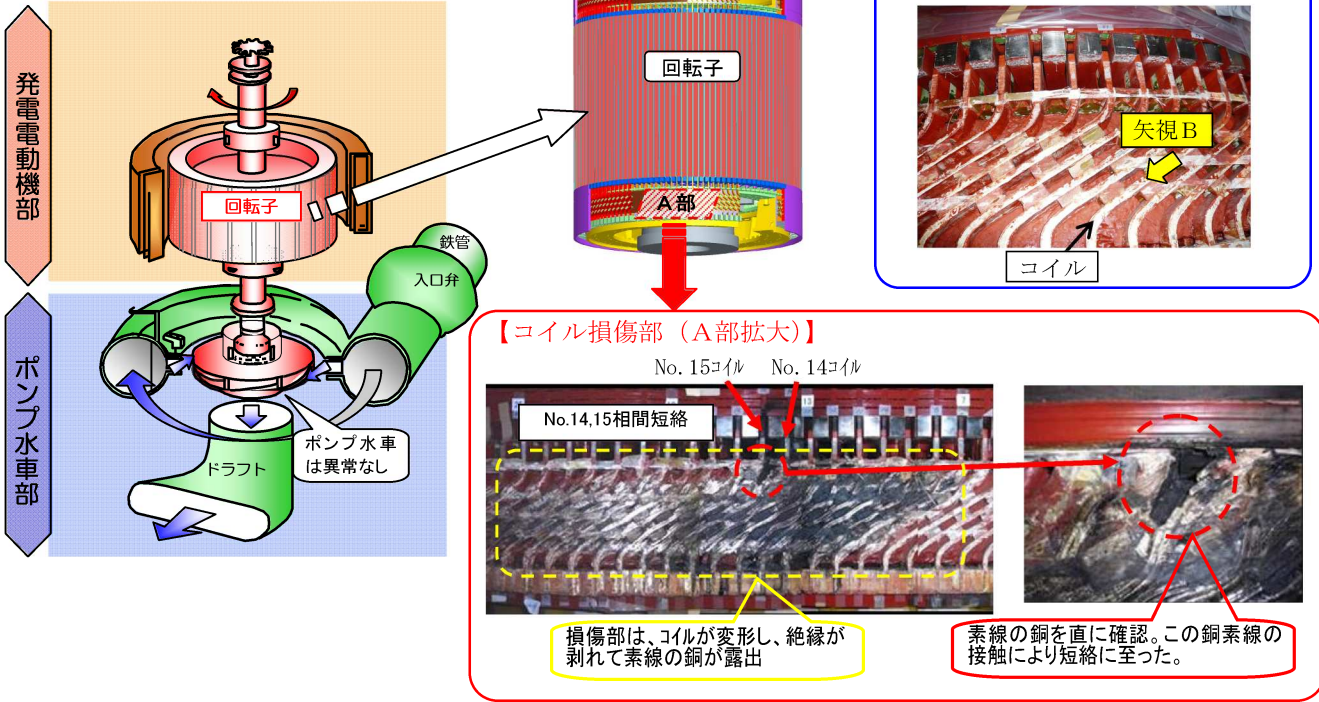 発電電動機部
回転子
鉄管
入口弁
ポンプ水車部
ポンプ水車
は異常なし
ドラフト
回転子
A部
矢視B
コイル
【コイル損傷部（A部拡大）】
No.15ｺｲﾙ
No.14ｺｲﾙ
No.14,15相間短絡
13
7
損傷部は、ｺｲﾙが変形し、絶縁が
剥れて素線の銅が露出
素線の銅を直に確認。この銅素線の
接触により短絡に至った。